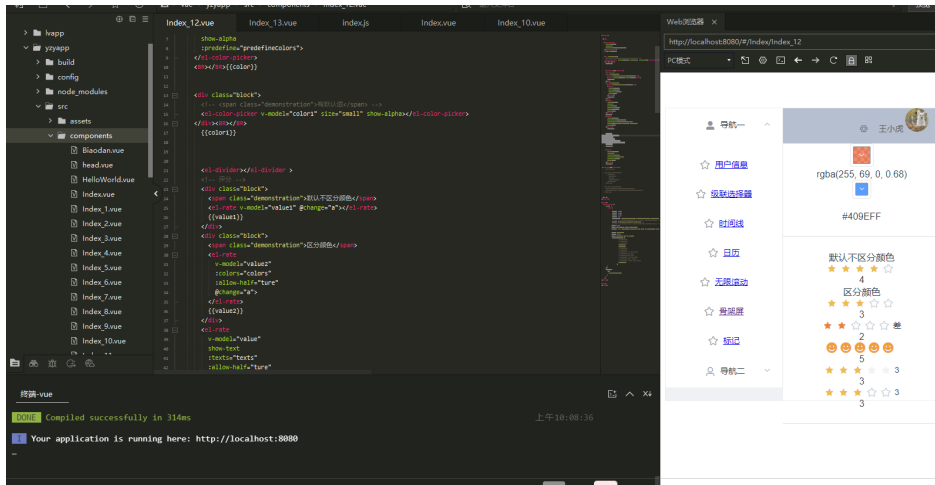 Index_12.vue
Index_13.vue
index.js
Index.vue
Index_10.vue
lvapp
yzyapp
build
config
node_modules
src
assets
components
Biaodan.vue
head.vue
HelloWorld.vue
Index.vue
Index_1.vue
Index_2.vue
Index_3.vue
Index_4.vue
Index_5.vue
Index_6.vue
Index_7.vue
Index_8.vue
Index_9.vue
Index_10.vue
show-alpha
:predefine="predefineColors">
</el-color-picker>
<BR></BR>{{color}}
<div class="block">
<el-color-picker v-model="color1" size="small" show-alpha></el-color-picker>
</div><BR></BR>
{{color1}}
<el-divider></el-divider >
<!-- 评分 -->
<div class="block">
<span class="demonstration">默认不区分颜色</span>
<el-rate v-model="value1" @change="a"></el-rate>
{{value1}}
</div>
<div class="block">
<span class="demonstration">区分颜色</span>
<el-rate
v-model="value2"
:colors="colors"
:allow-half="ture"
@change="a">
</el-rate>
{{value2}}
</div>
<el-rate
v-model="value"
show-text
:texts="texts"
:allow-half="ture"
终端-vue
DONE Compiled successfully in 314ms
上午10:08:36
I Your application is running here: http://localhost:8080
Web浏览器
http://localhost:8080/#/Index/Index_12
PC模式
导航一
用户信息
级联选择器
时间线
日历
无限滚动
骨架屏
标记
导航二
王小虎
rgba(255, 69, 0, 0.68)
#409EFF
默认不区分颜色
4
区分颜色
3
差
2
5
3
3
3
3